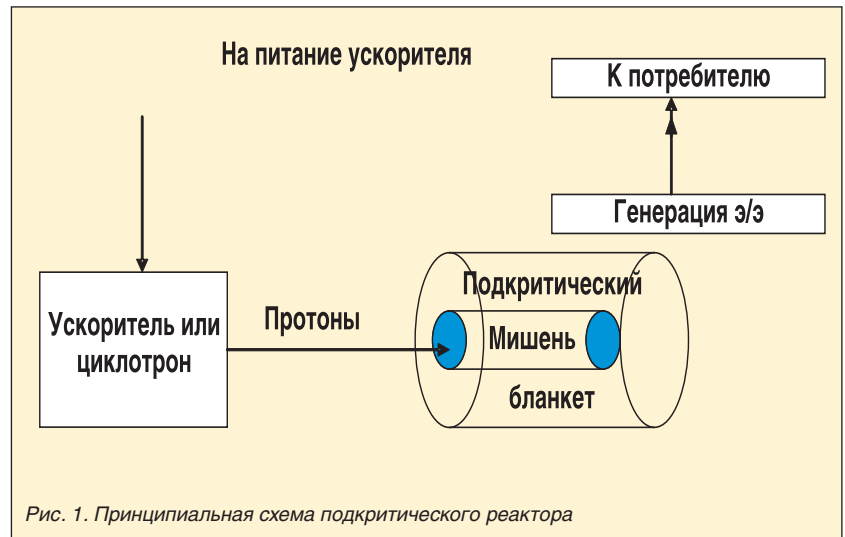 На питание ускорителя
К потребителю
Генерация э/э
Ускоритель или
циклотрон
Протоны
Подкритический
Мишень
бланкет
Рис. 1. Принципиальная схема подкритического реактора